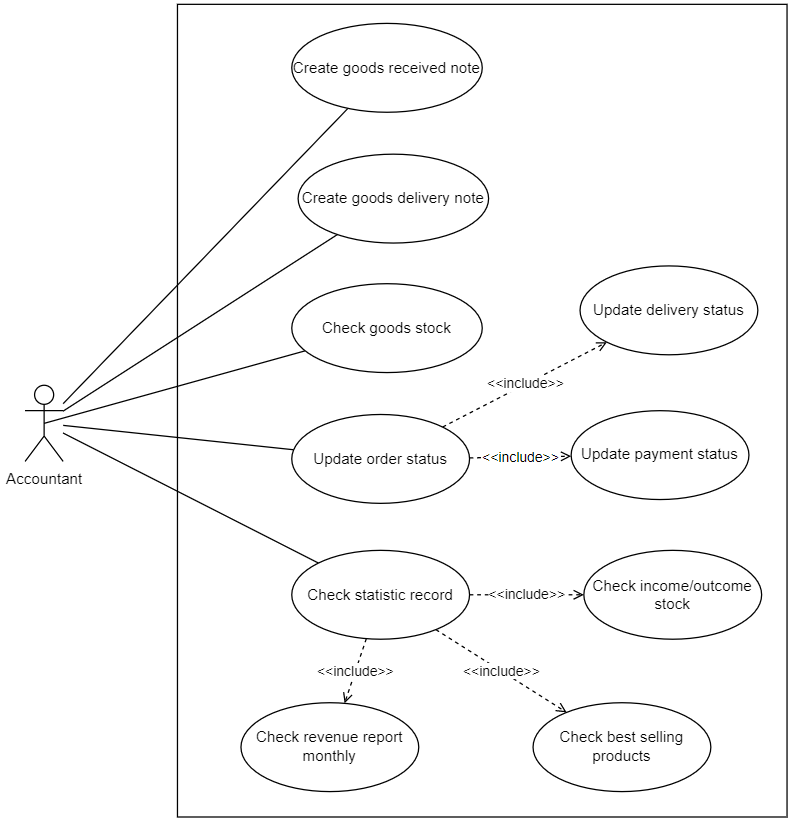 Create goods received note
Create goods delivery note
Check goods stock
Update delivery status
<<include>>
Update order status
<<include>>
Update payment status
Accountant
Check statistic record
<<include>>
Check income/outcome
stock
<<include>>
<<include>>
Check revenue report
monthly
Check best selling
products